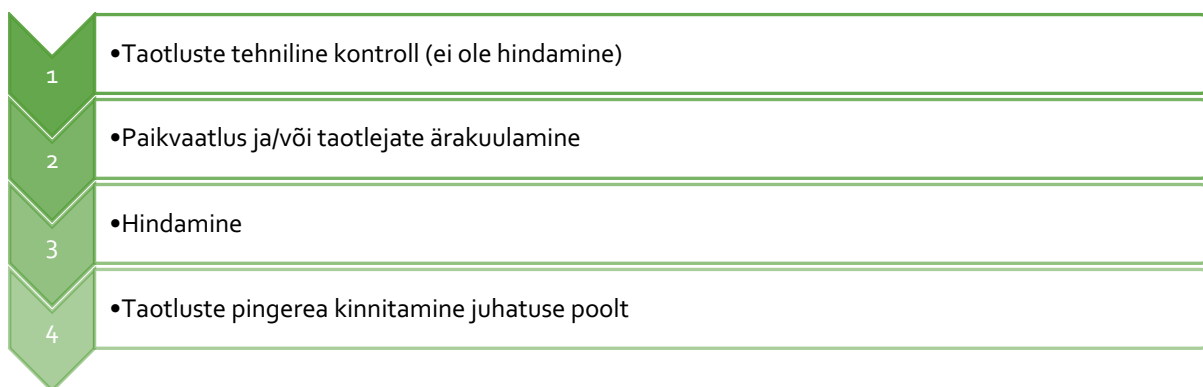 1
•Taotluste tehniline kontroll (ei ole hindamine)
2
•Paikvaatlus ja/või taotlejate ärakuulamine
3
•Hindamine
4
•Taotluste pingerea kinnitamine juhatuse poolt